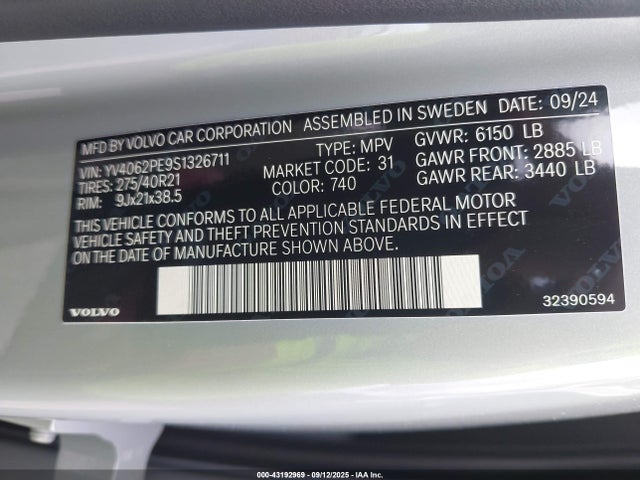 MFD BY VOLVO CAR CORPORATION ASSEMBLED IN SWEDEN DATE: 09/24
VIN: YV4062PE9S1326711 TYPE: MPV GVWR: 6150 LB
TIRES: 275/40R21 MARKET CODE: 31 GAWR FRONT: 2885 LB
RIM: 9Jx21x38.5 COLOR: 740 GAWR REAR: 3440 LB
THIS VEHICLE CONFORMS TO ALL APPLICABLE FEDERAL MOTOR
VEHICLE SAFETY AND THEFT PREVENTION STANDARDS IN EFFECT
ON THE DATE OF MANUFACTURE SHOWN ABOVE.
VOLVO 32390594
000-43192969 - 09/12/2025 - IAA Inc.